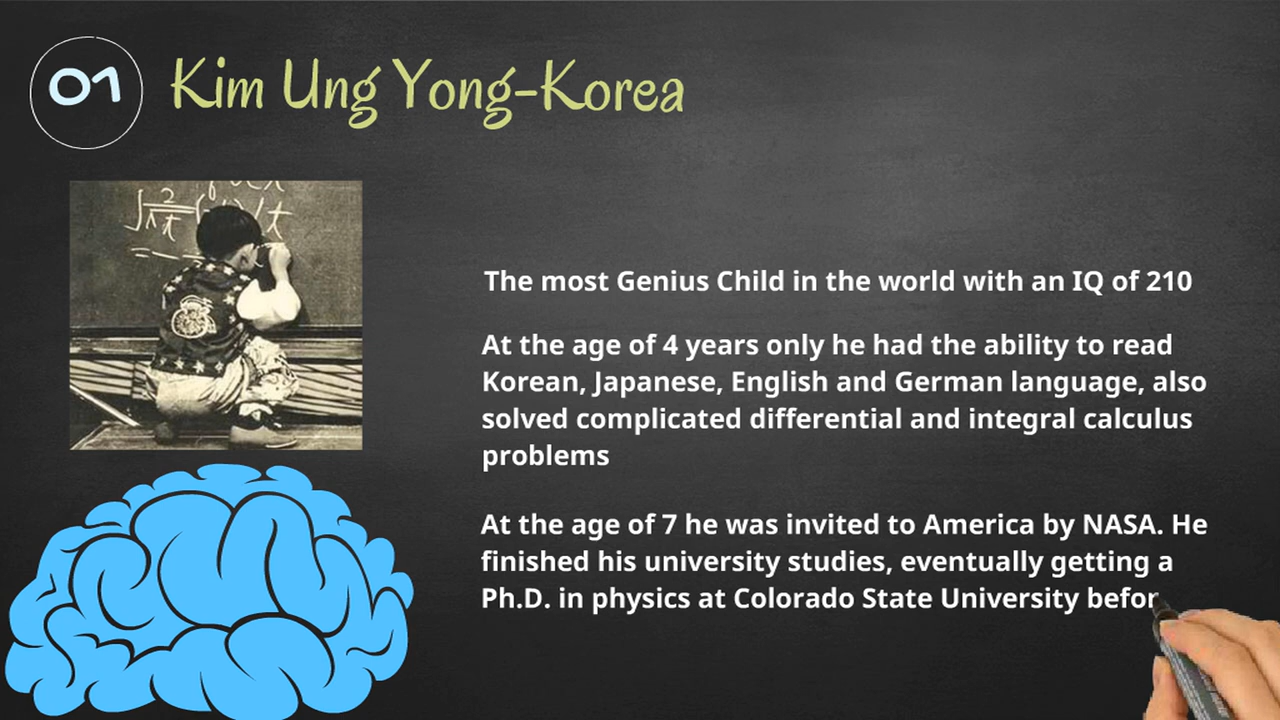 01
Kim Ung Yong-Korea
The most Genius Child in the world with an IQ of 210
At the age of 4 years only he had the ability to read
Korean, Japanese, English and German language, also
solved complicated differential and integral calculus
problems
At the age of 7 he was invited to America by NASA. He
finished his university studies, eventually getting a
Ph.D. in physics at Colorado State University befor